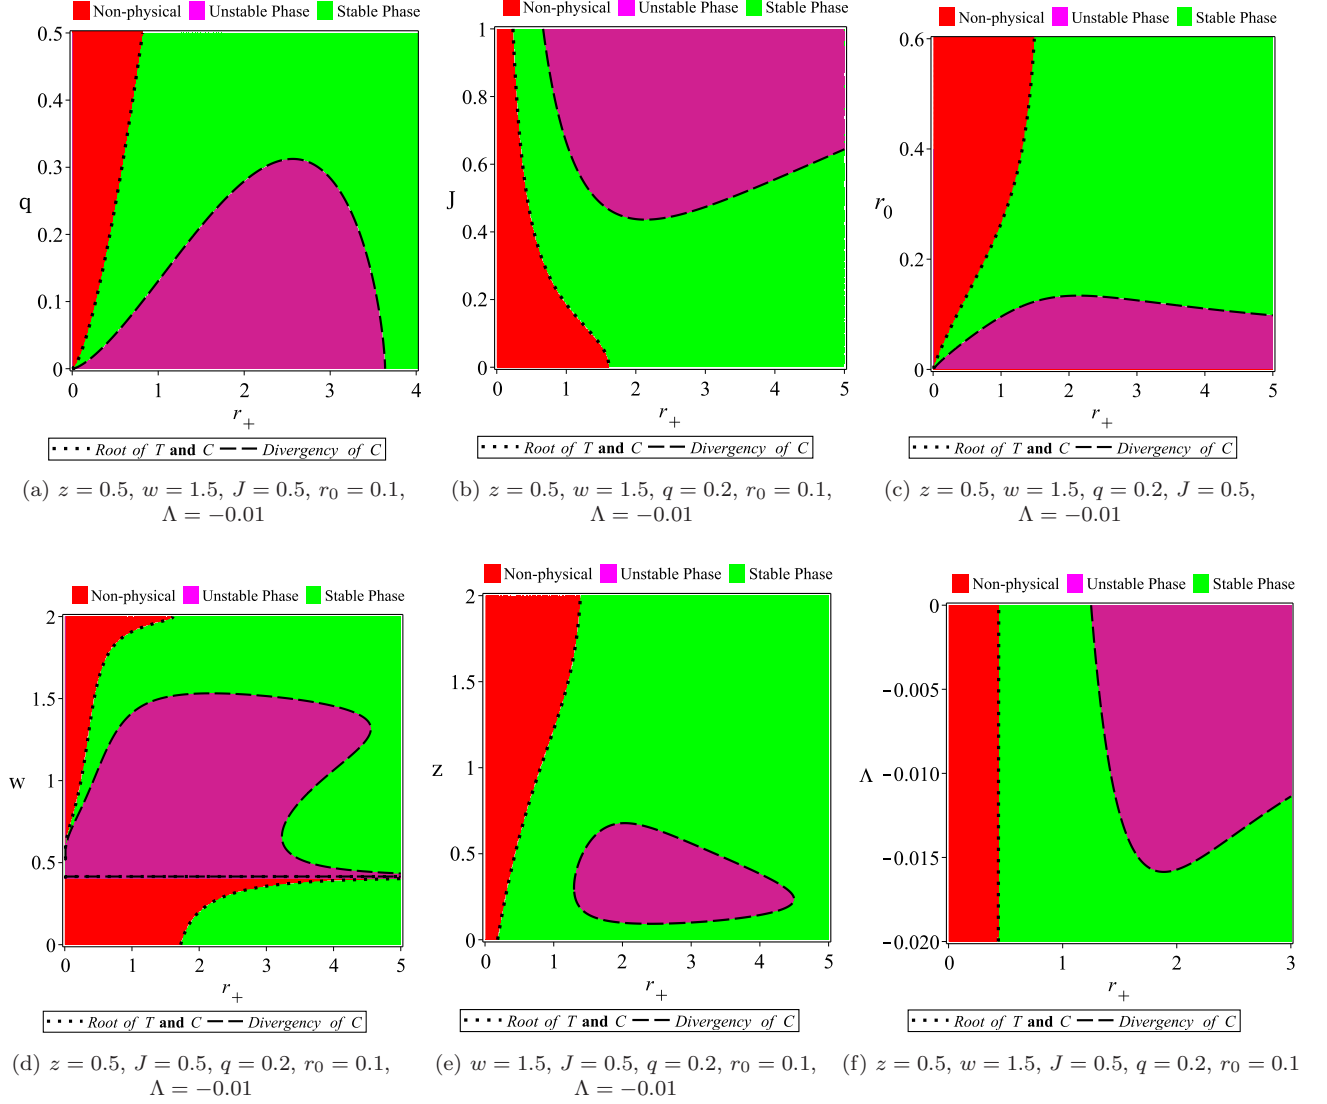 Non-physical Unstable Phase Stable Phase
0.5
0.4
0.3
q
0.2
0.1
0
0 1 2 3 4
r+
Root of T and C Divergency of C
(a) z = 0.5, w = 1.5, J = 0.5, r0 = 0.1,
Λ = −0.01
Non-physical Unstable Phase Stable Phase
1
0.8
0.6
J
0.4
0.2
0
0 1 2 3 4 5
r+
Root of T and C Divergency of C
(b) z = 0.5, w = 1.5, q = 0.2, r0 = 0.1,
Λ = −0.01
Non-physical Unstable Phase Stable Phase
0.6
0.4
r0
0.2
0
0 1 2 3 4 5
r+
Root of T and C Divergency of C
(c) z = 0.5, w = 1.5, q = 0.2, J = 0.5,
Λ = −0.01
Non-physical Unstable Phase Stable Phase
2
1.5
1
w
0.5
0
0 1 2 3 4 5
r+
Root of T and C Divergency of C
(d) z = 0.5, J = 0.5, q = 0.2, r0 = 0.1,
Λ = −0.01
Non-physical Unstable Phase Stable Phase
2
1.5
1
z
0.5
0
0 1 2 3 4 5
r+
Root of T and C Divergency of C
(e) w = 1.5, J = 0.5, q = 0.2, r0 = 0.1,
Λ = −0.01
Non-physical Unstable Phase Stable Phase
0
−0.005
Λ −0.010
−0.015
−0.020
0 1 2 3
r+
Root of T and C Divergency of C
(f) z = 0.5, w = 1.5, J = 0.5, q = 0.2, r0 = 0.1